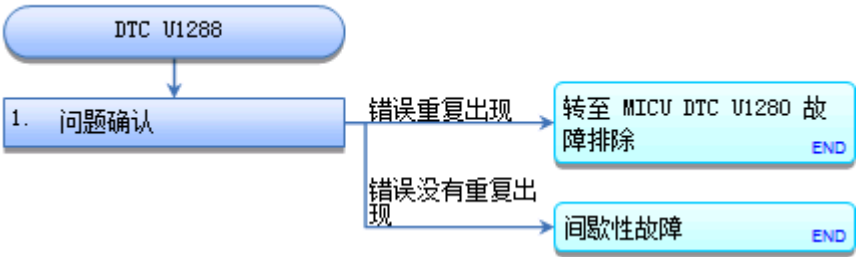 DTC U1288
1. 问题确认
错误重复出现
转至 MICU DTC U1280 故
障排除
END
错误没有重复出
现
间歇性故障
END